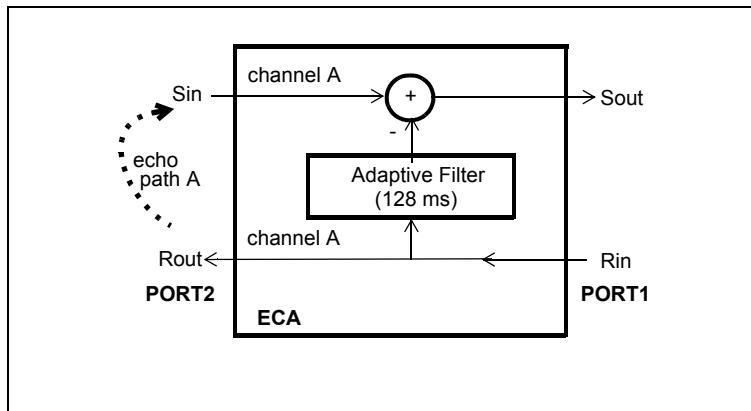 channel A
Sin
+
Sout
-
echo
path A
Adaptive Filter
(128 ms)
channel A
Rout
Rin
PORT2
PORT1
ECA